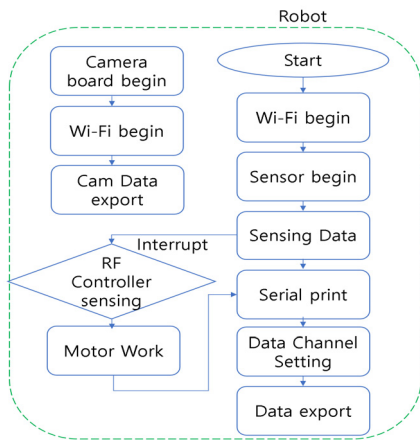 Robot
Camera
board begin
Wi-Fi begin
Cam Data
export
Start
Wi-Fi begin
Sensor begin
Sensing Data
Interrupt
RF
Controller
sensing
Motor Work
Serial print
Data Channel
Setting
Data export